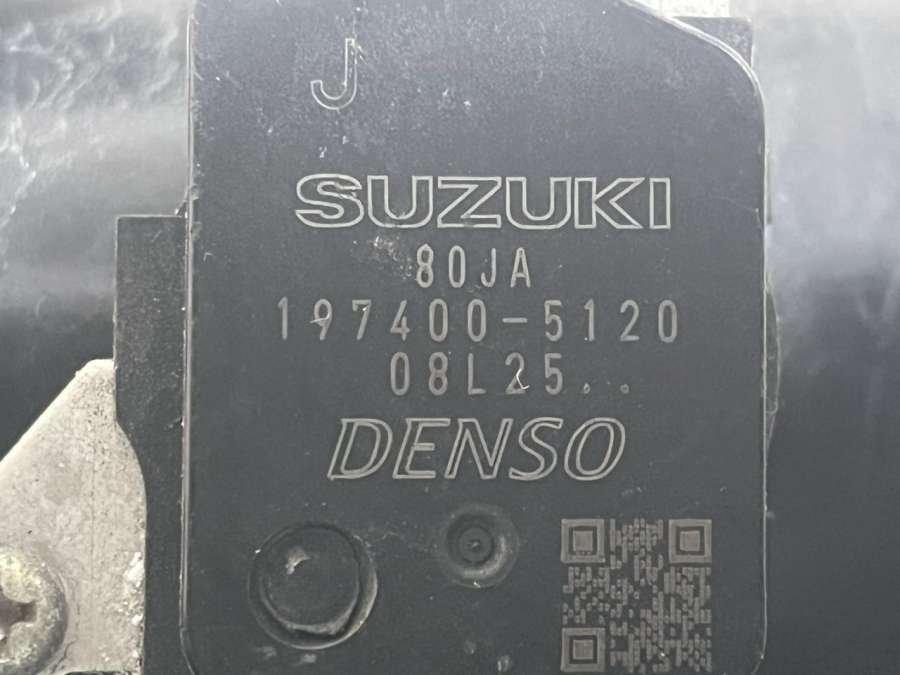 J
SUZUKI
80JA
197400-5120
08L25..
DENSO